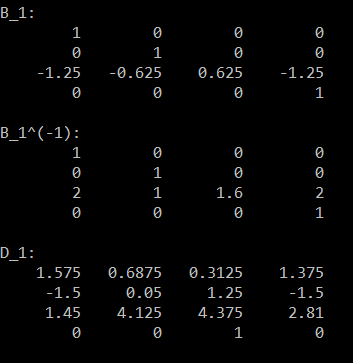 B_1:
1 0 0 0
0 1 0 0
-1.25 -0.625 0.625 -1.25
0 0 0 1
B_1^(-1):
1 0 0 0
0 1 0 0
2 1 1.6 2
0 0 0 1
D_1:
1.575 0.6875 0.3125 1.375
-1.5 0.05 1.25 -1.5
1.45 4.125 4.375 2.81
0 0 1 0